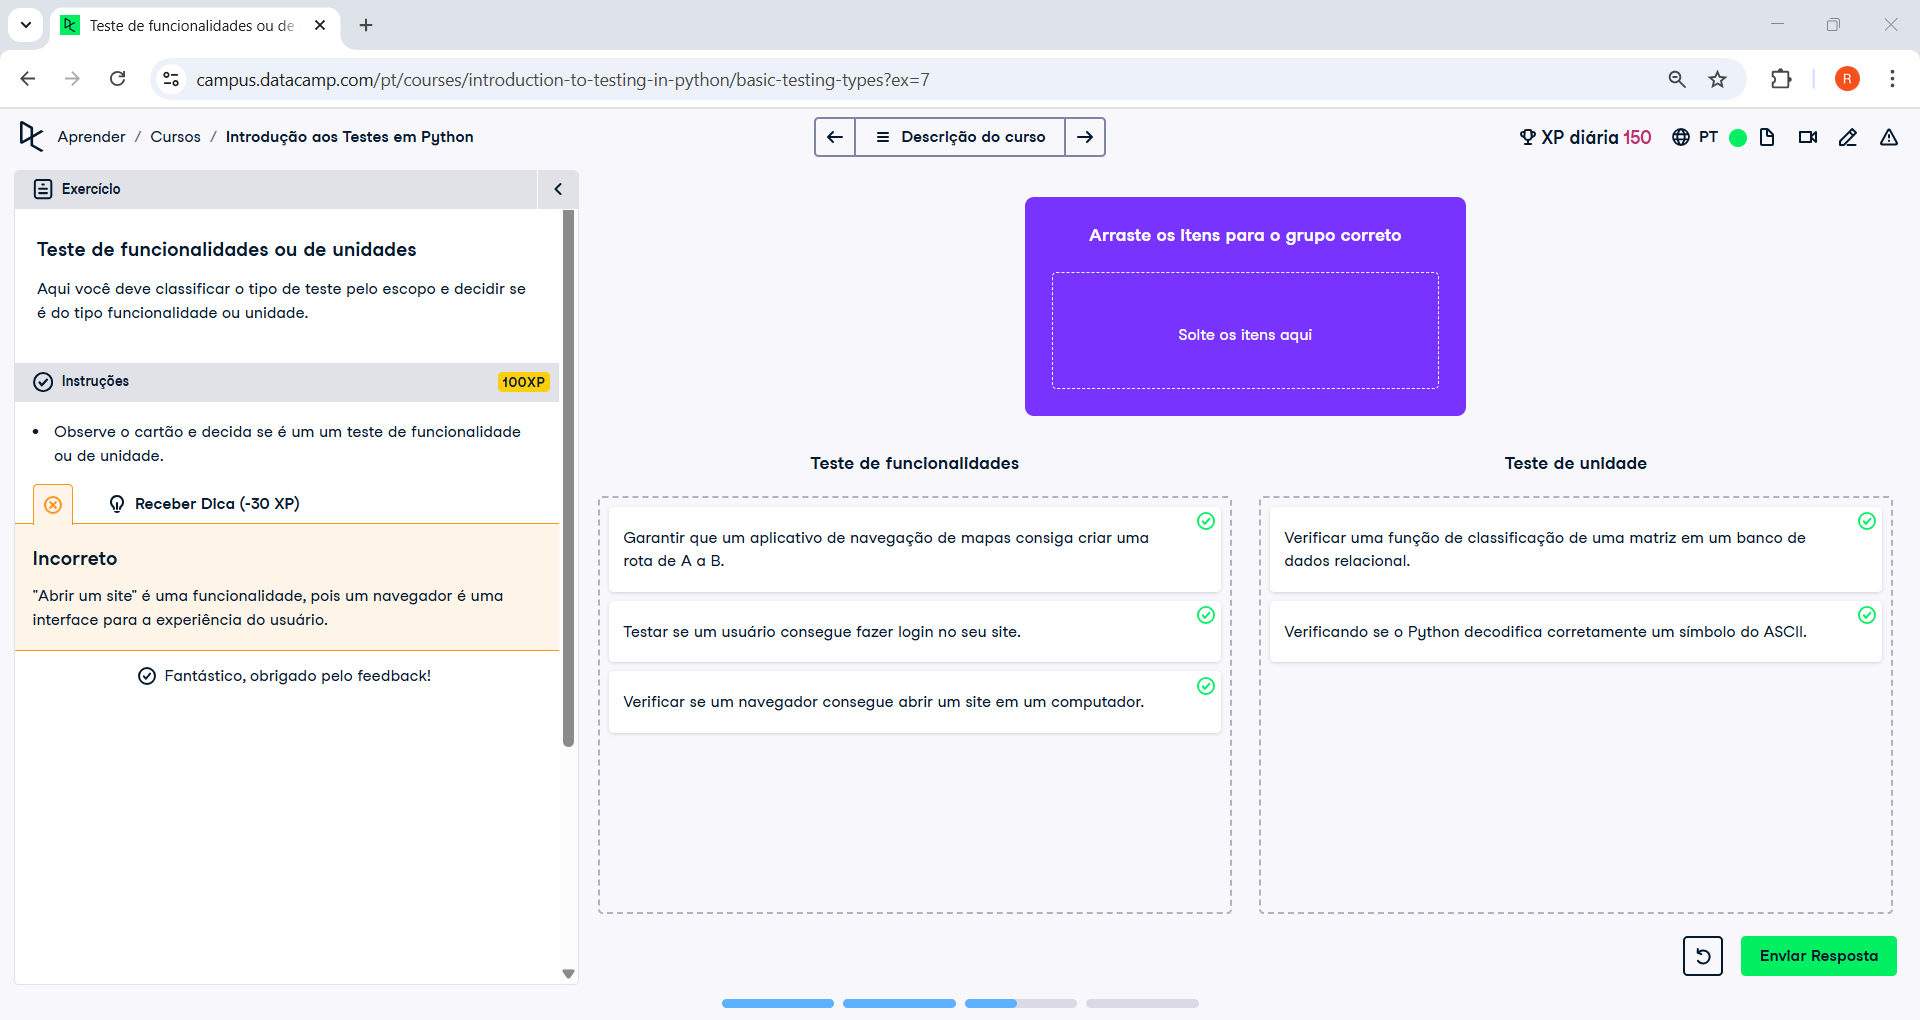 Teste de funcionalidades ou de
campus.datacamp.com/pt/courses/introduction-to-testing-in-python/basic-testing-types?ex=7
R
Aprender / Cursos / Introdução aos Testes em Python
Descrição do curso
XP diária 150
PT
Exercício
Teste de funcionalidades ou de unidades
Aqui você deve classificar o tipo de teste pelo escopo e decidir se
é do tipo funcionalidade ou unidade.
Instruções
100XP
• Observe o cartão e decida se é um um teste de funcionalidade
ou de unidade.
Receber Dica (-30 XP)
Incorreto
"Abrir um site" é uma funcionalidade, pois um navegador é uma
interface para a experiência do usuário.
Fantástico, obrigado pelo feedback!
Arraste os Itens para o grupo correto
Solte os itens aqui
Teste de funcionalidades
Garantir que um aplicativo de navegação de mapas consiga criar uma
rota de A a B.
Testar se um usuário consegue fazer login no seu site.
Verificar se um navegador consegue abrir um site em um computador.
Teste de unidade
Verificar uma função de classificação de uma matriz em um banco de
dados relacional.
Verificando se o Python decodifica corretamente um símbolo do ASCII.
Enviar Resposta